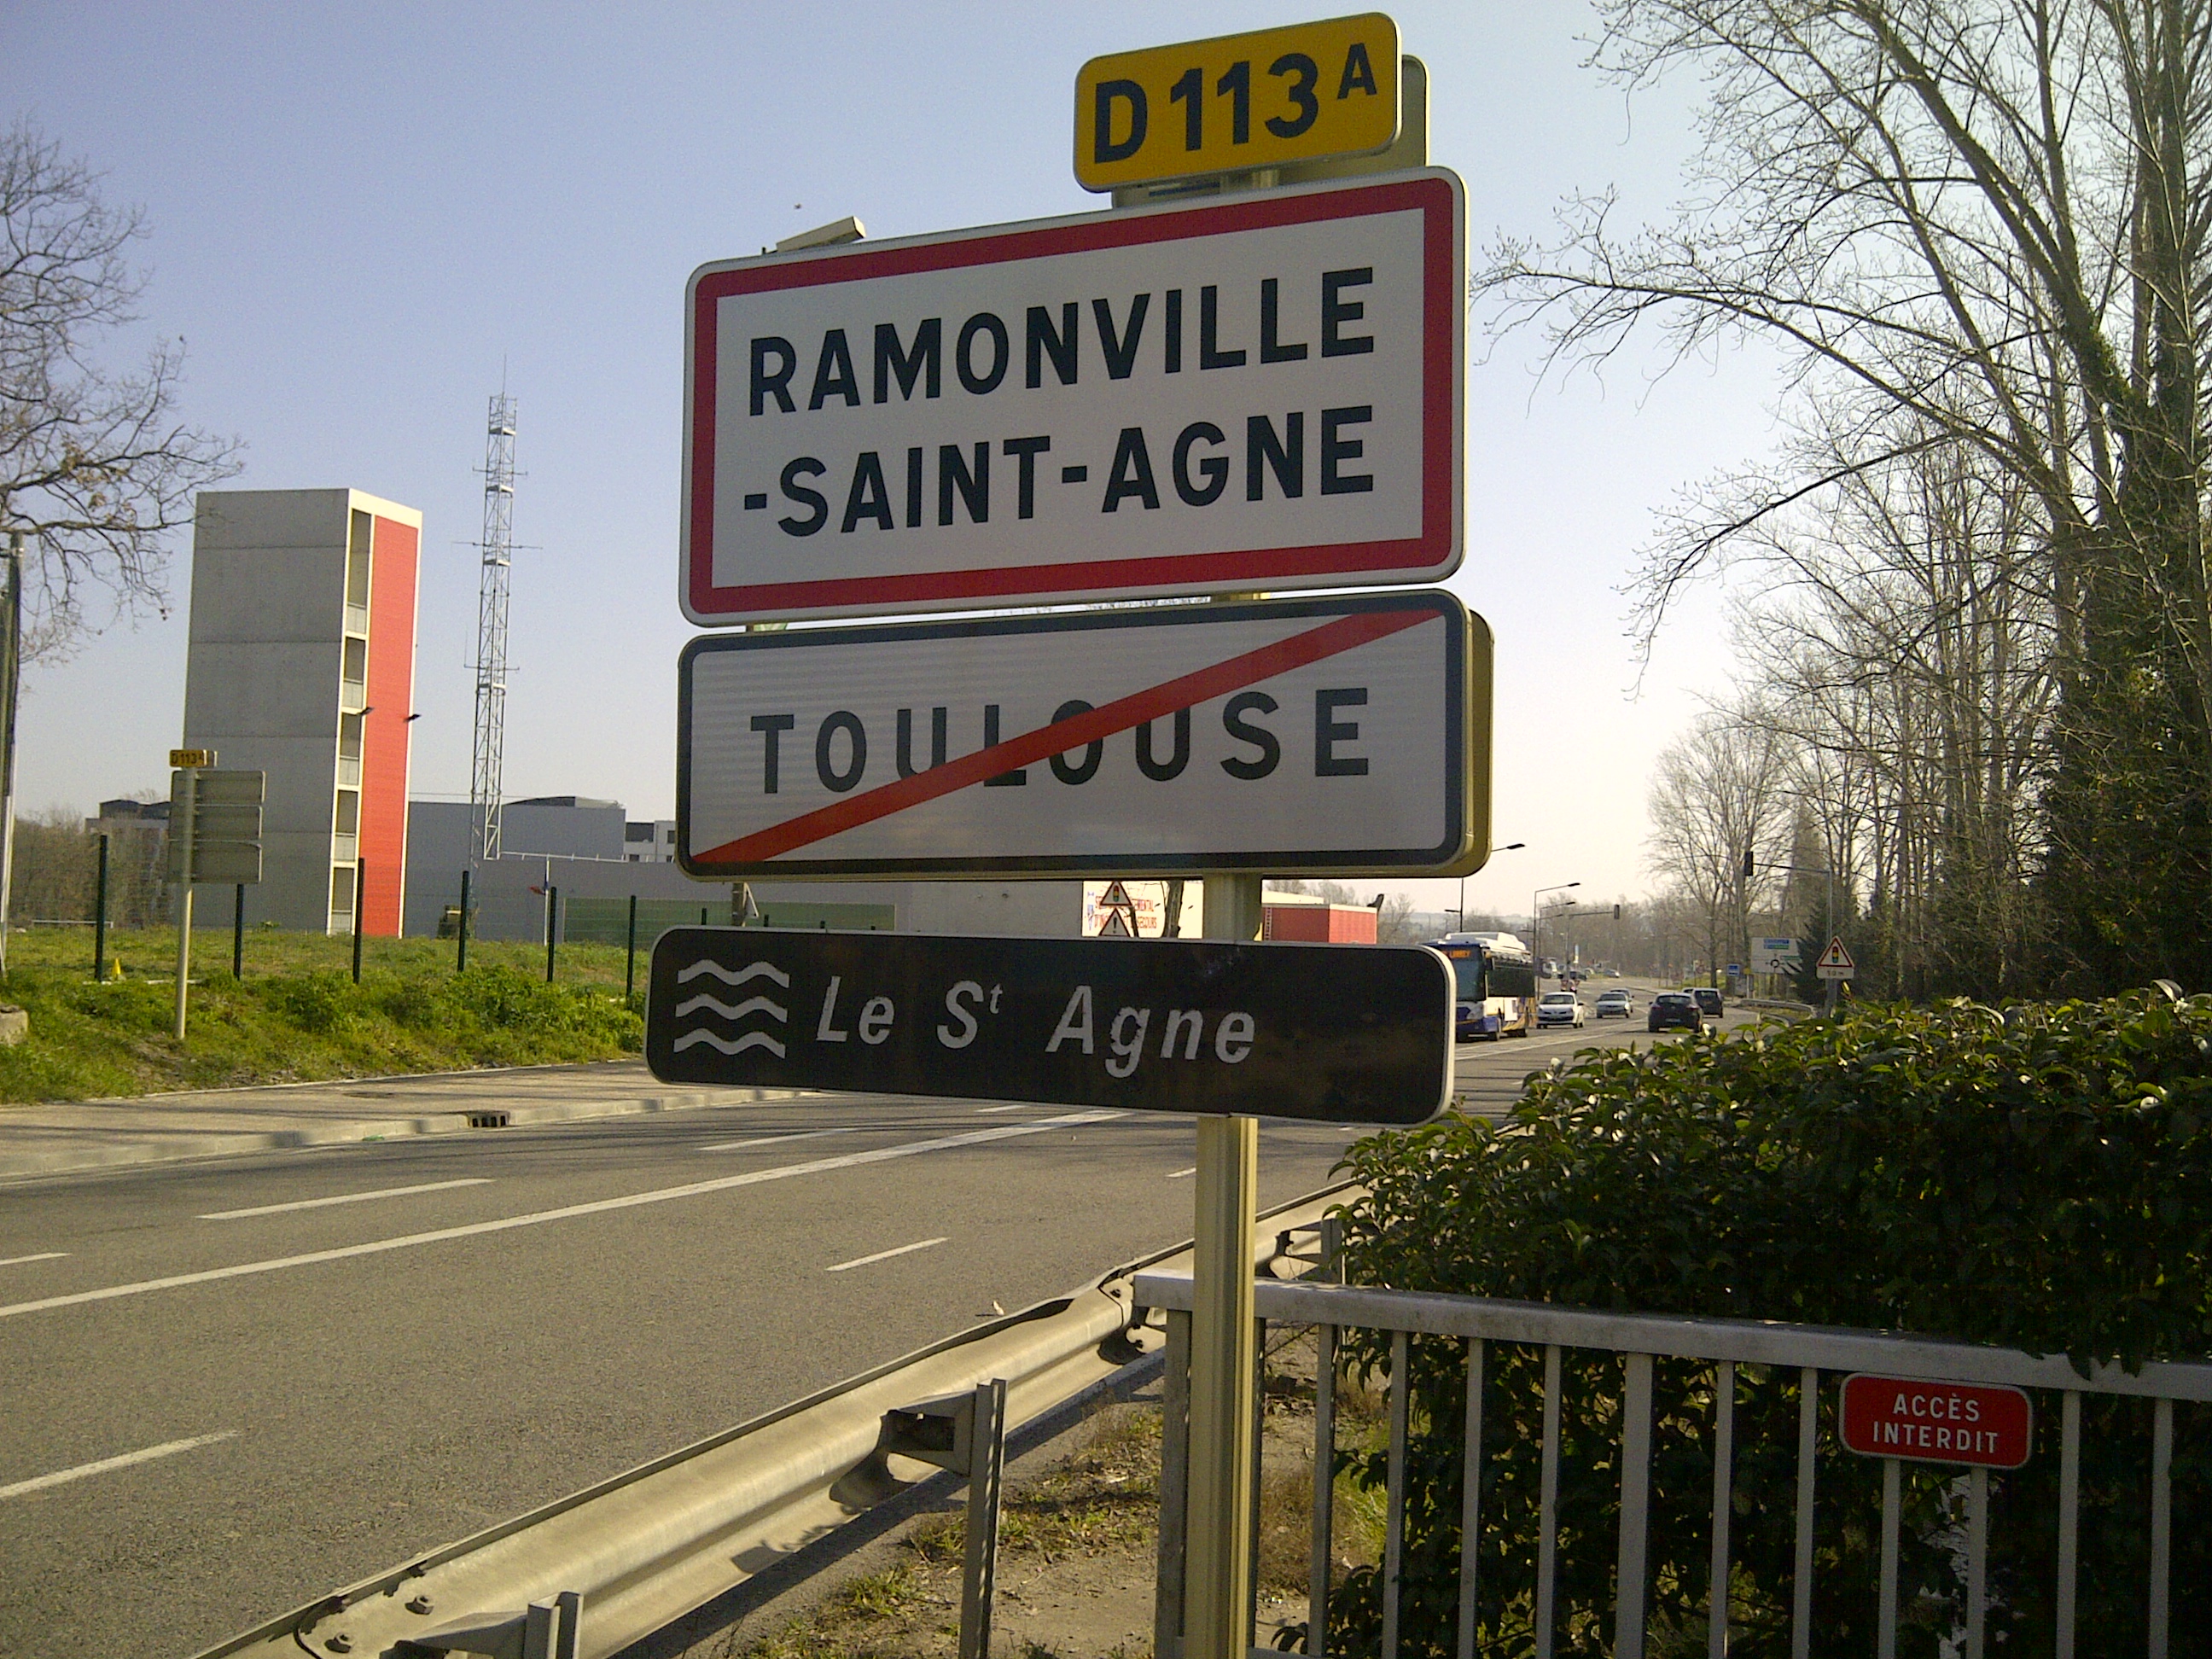 D113A
RAMONVILLE
-SAINT-AGNE
TOULOUSE
Le St Agne
ACCÈS
INTERDIT